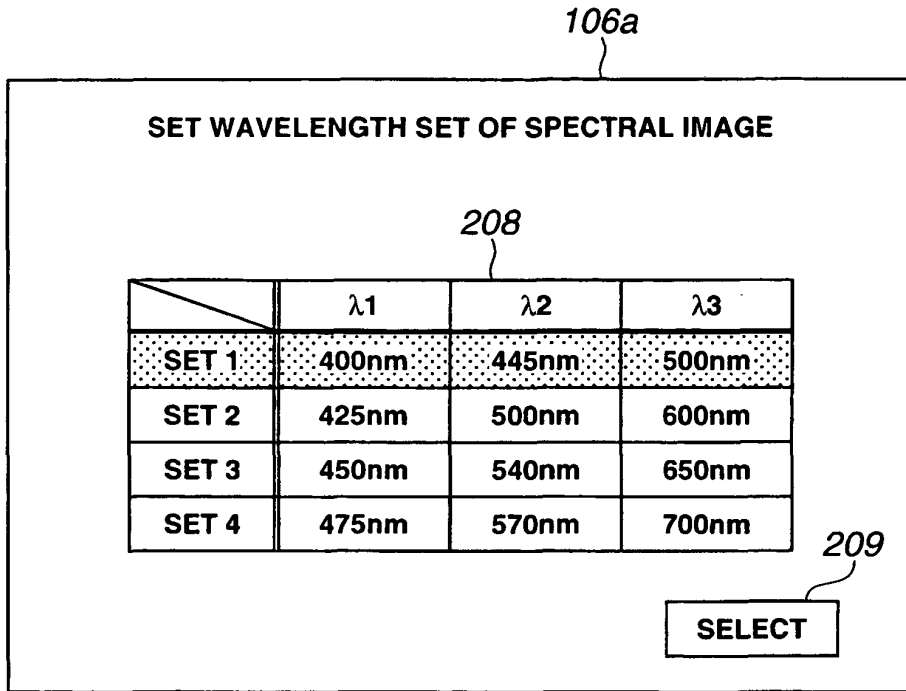 106a
SET WAVELENGTH SET OF SPECTRAL IMAGE
208
λ1 λ2 λ3
SET 1 400nm 445nm 500nm
SET 2 425nm 500nm 600nm
SET 3 450nm 540nm 650nm
SET 4 475nm 570nm 700nm
209
SELECT